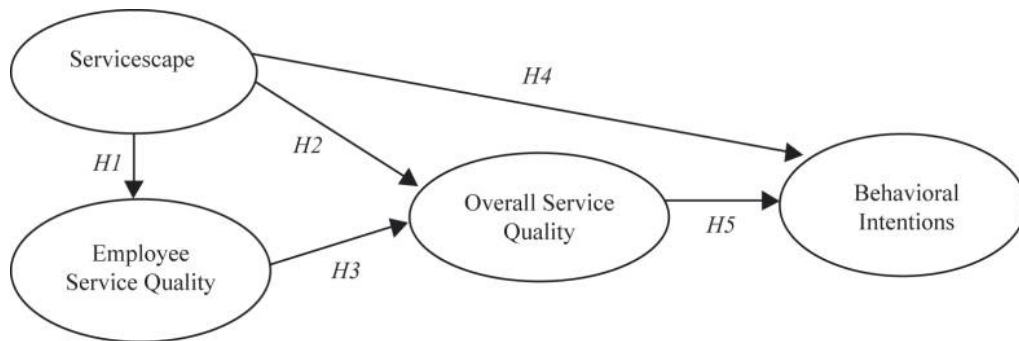 Servicescape
H4
H2
H1
Overall Service
Quality
Behavioral
Intentions
H5
Employee
Service Quality
H3